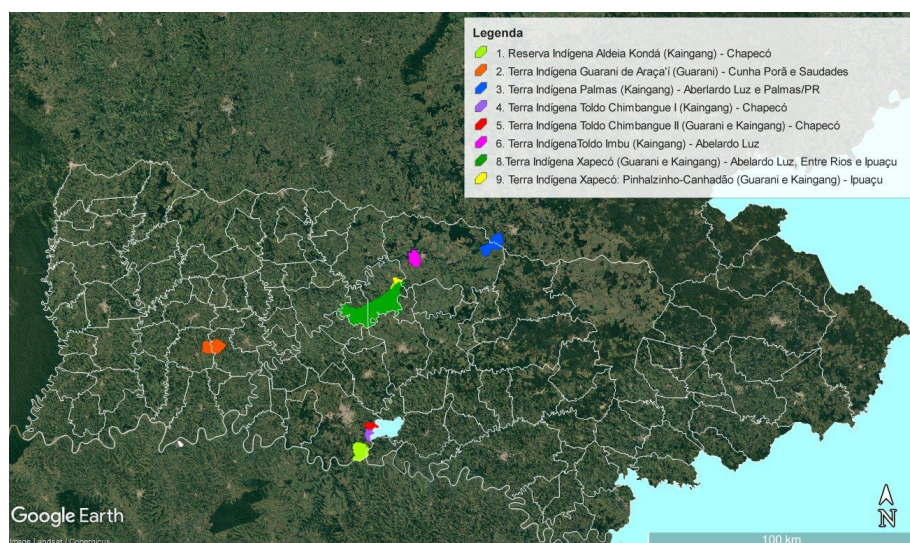 Legenda
1. Reserva Indígena Aldeia Kondá (Kaingang) - Chapecó
2. Terra Indígena Guarani de Araça'í (Guarani) - Cunha Porã e Saudades
3. Terra Indígena Palmas (Kaingang) - Aberlardo Luz e Palmas/PR
4. Terra Indígena Toldo Chimbangue I (Kaingang) - Chapecó
5. Terra Indígena Toldo Chimbangue II (Guarani e Kaingang) - Chapecó
6. Terra IndígenaToldo Imbu (Kaingang) - Abelardo Luz
8.Terra Indígena Xapecó (Guarani e Kaingang) - Abelardo Luz, Entre Rios e Ipuaçu
9. Terra Indígena Xapecó: Pinhalzinho-Canhadão (Guarani e Kaingang) - Ipuaçu
Google Earth
N
Image Landsat / Copernicus
100 km